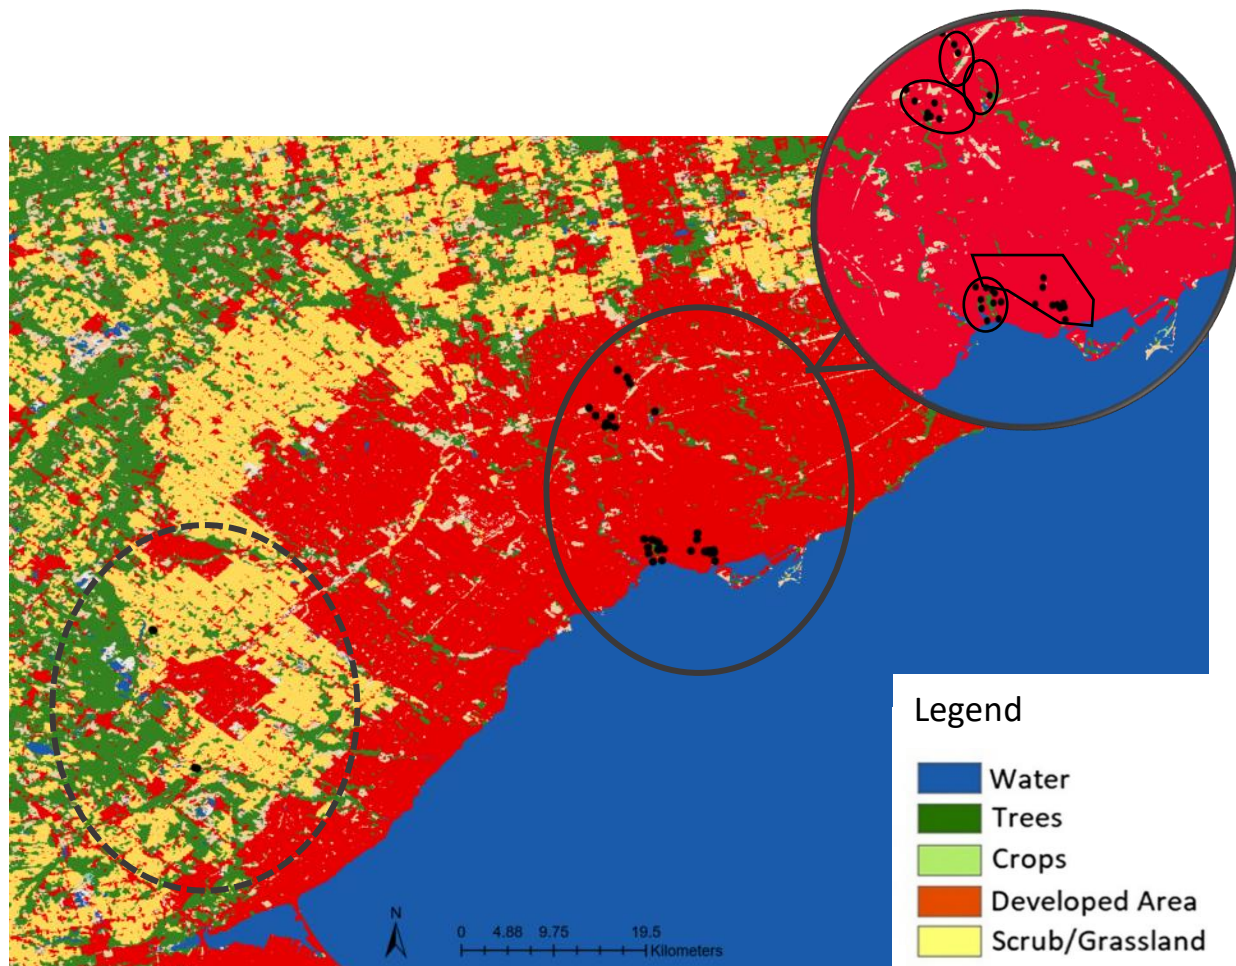 Legend
Water
Trees
Crops
Developed Area
Scrub/Grassland
N
0 4.88 9.75 19.5
Kilometers